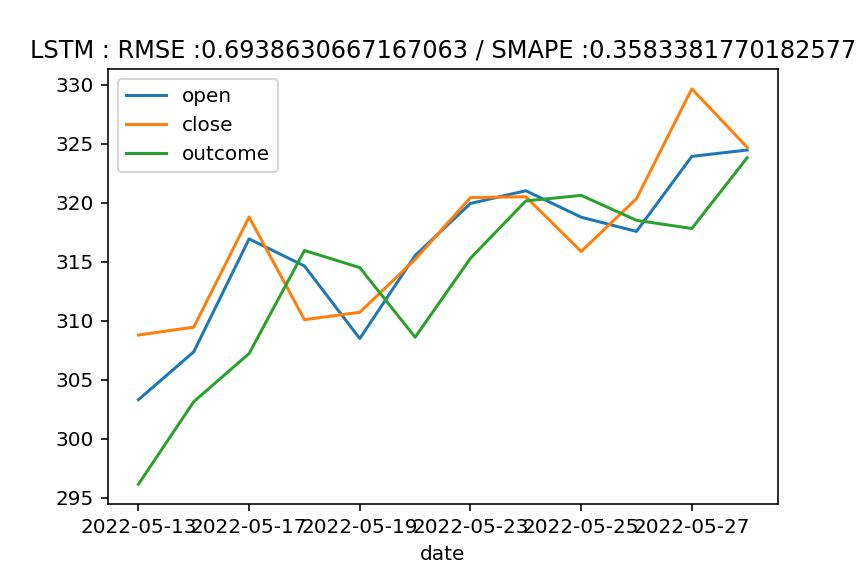 LSTM : RMSE :0.6938630667167063 / SMAPE :0.3583381770182577
open
close
outcome
330
325
320
315
310
305
300
295
2022-05-13 2022-05-17 2022-05-19 2022-05-23 2022-05-25 2022-05-27
date